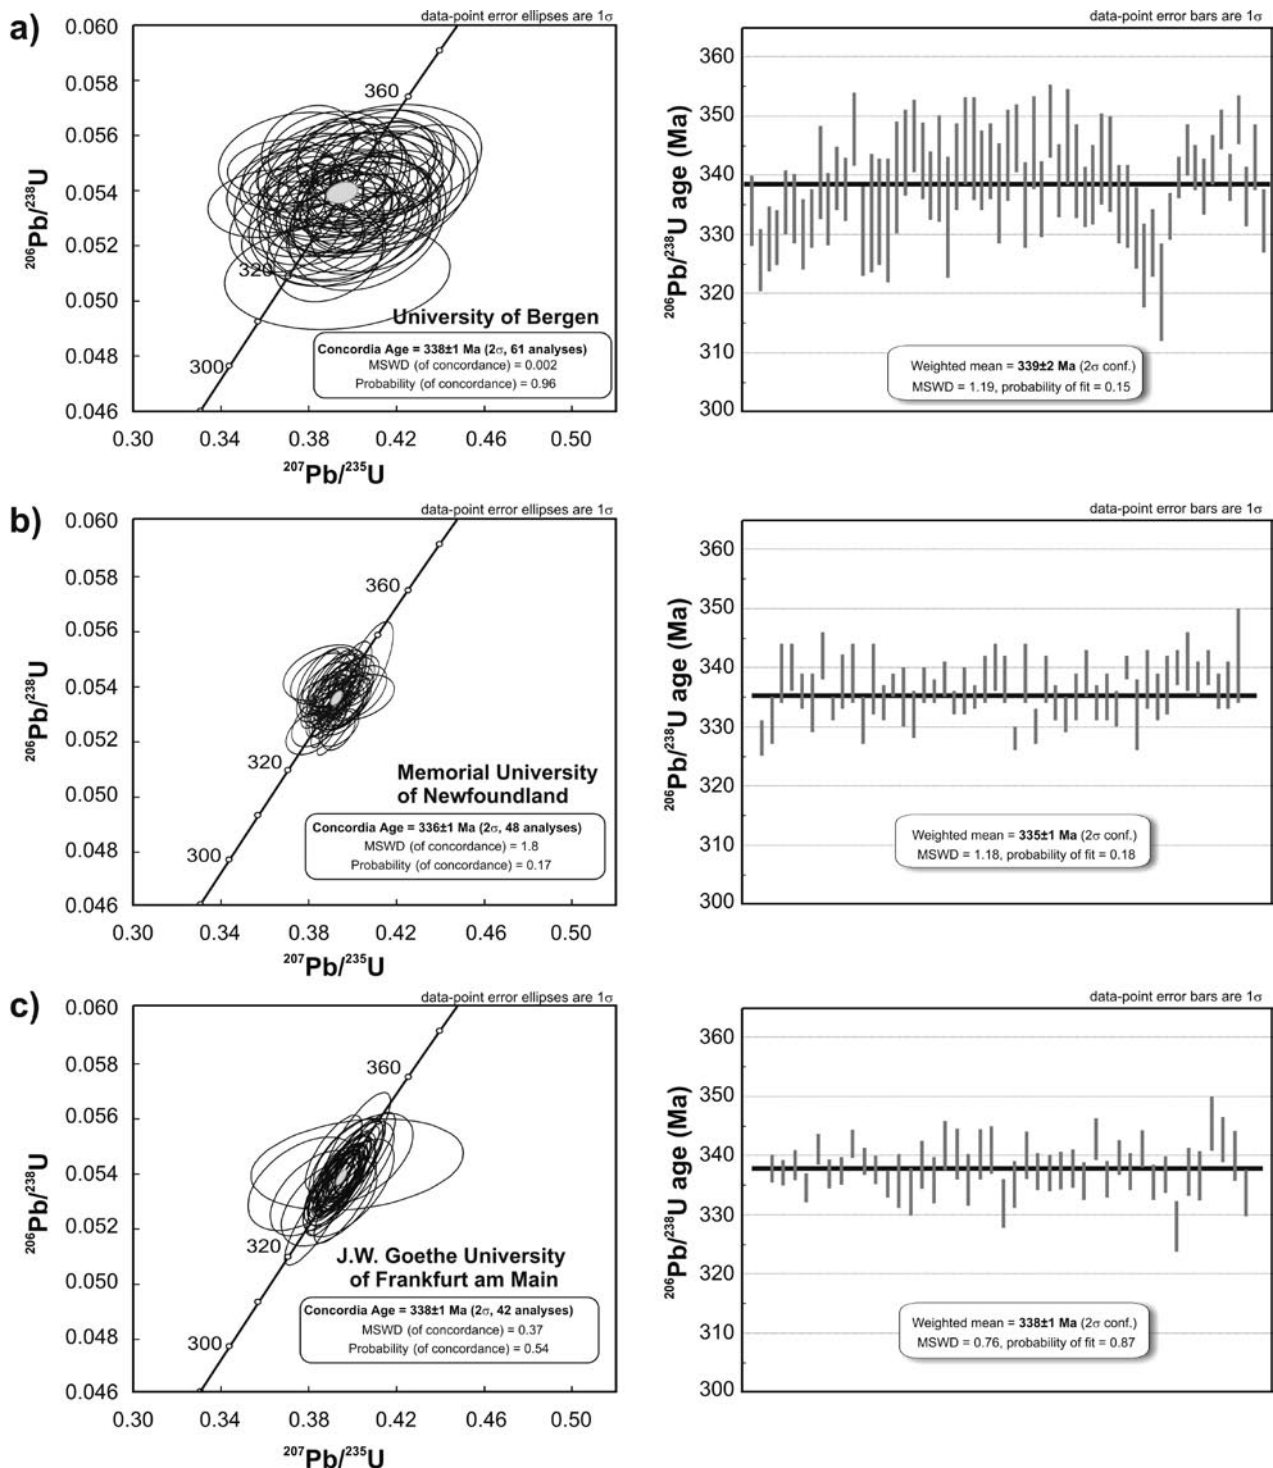 a)
data-point error ellipses are 1σ
0.060
0.058
0.056
0.054
0.052
0.050
0.048
0.046
²⁰⁶Pb/²³⁸U
360
320
300
University of Bergen
Concordia Age = 338±1 Ma (2σ, 61 analyses)
MSWD (of concordance) = 0.002
Probability (of concordance) = 0.96
0.30 0.34 0.38 0.42 0.46 0.50
²⁰⁷Pb/²³⁵U
data-point error bars are 1σ
360
350
340
330
320
310
300
²⁰⁶Pb/²³⁸U age (Ma)
Weighted mean = 339±2 Ma (2σ conf.)
MSWD = 1.19, probability of fit = 0.15
b)
data-point error ellipses are 1σ
0.060
0.058
0.056
0.054
0.052
0.050
0.048
0.046
²⁰⁶Pb/²³⁸U
360
320
300
Memorial University
of Newfoundland
Concordia Age = 336±1 Ma (2σ, 48 analyses)
MSWD (of concordance) = 1.8
Probability (of concordance) = 0.17
0.30 0.34 0.38 0.42 0.46 0.50
²⁰⁷Pb/²³⁵U
data-point error bars are 1σ
360
350
340
330
320
310
300
²⁰⁶Pb/²³⁸U age (Ma)
Weighted mean = 335±1 Ma (2σ conf.)
MSWD = 1.18, probability of fit = 0.18
c)
data-point error ellipses are 1σ
0.060
0.058
0.056
0.054
0.052
0.050
0.048
0.046
²⁰⁶Pb/²³⁸U
360
320
300
J.W. Goethe University
of Frankfurt am Main
Concordia Age = 338±1 Ma (2σ, 42 analyses)
MSWD (of concordance) = 0.37
Probability (of concordance) = 0.54
0.30 0.34 0.38 0.42 0.46 0.50
²⁰⁷Pb/²³⁵U
data-point error bars are 1σ
360
350
340
330
320
310
300
²⁰⁶Pb/²³⁸U age (Ma)
Weighted mean = 338±1 Ma (2σ conf.)
MSWD = 0.76, probability of fit = 0.87